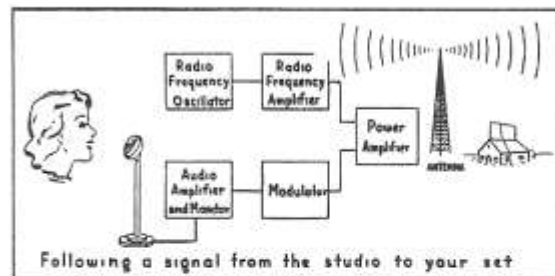 Radio
Frequency
Oscillator
Radio
Frequency
Amplifier
Power
Amplifier
ANTENNA
Audio
Amplifier
and Monitor
Modulator
Following a signal from the studio to your set